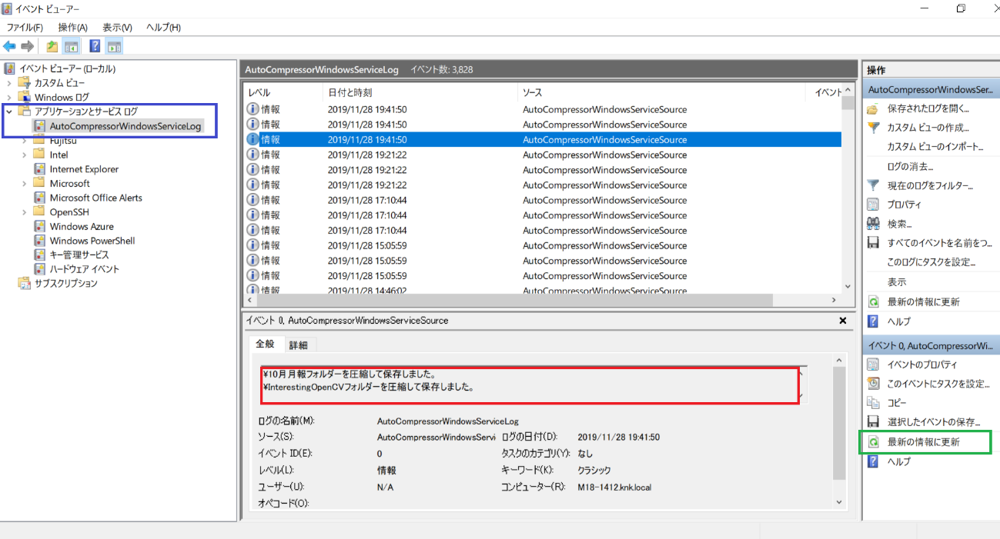 イベント ビューアー
ファイル(F) 操作(A) 表示(V) ヘルプ(H)
イベント ビューアー (ローカル)
カスタム ビュー
Windows ログ
アプリケーションとサービス ログ
AutoCompressorWindowsServiceLog
Fujitsu
Intel
Internet Explorer
Microsoft
Microsoft Office Alerts
OpenSSH
Windows Azure
Windows PowerShell
キー管理サービス
ハードウェア イベント
サブスクリプション
AutoCompressorWindowsServiceLog イベント数: 3,828
レベル 日付と時刻 ソース イベント
情報 2019/11/28 19:41:50 AutoCompressorWindowsServiceSource
情報 2019/11/28 19:41:50 AutoCompressorWindowsServiceSource
情報 2019/11/28 19:41:50 AutoCompressorWindowsServiceSource
情報 2019/11/28 19:21:22 AutoCompressorWindowsServiceSource
情報 2019/11/28 19:21:22 AutoCompressorWindowsServiceSource
情報 2019/11/28 19:21:22 AutoCompressorWindowsServiceSource
情報 2019/11/28 17:10:44 AutoCompressorWindowsServiceSource
情報 2019/11/28 17:10:44 AutoCompressorWindowsServiceSource
情報 2019/11/28 17:10:44 AutoCompressorWindowsServiceSource
情報 2019/11/28 15:05:59 AutoCompressorWindowsServiceSource
情報 2019/11/28 15:05:59 AutoCompressorWindowsServiceSource
情報 2019/11/28 15:05:59 AutoCompressorWindowsServiceSource
情報 2019/11/28 14:46:02 AutoCompressorWindowsServiceSource
イベント 0, AutoCompressorWindowsServiceSource
全般 詳細
¥10月月報フォルダーを圧縮して保存しました。
¥InterestingOpenCVフォルダーを圧縮して保存しました。
ログの名前(M): AutoCompressorWindowsServiceLog
ソース(S): AutoCompressorWindowsServi ログの日付(D): 2019/11/28 19:41:50
イベント ID(E): 0 タスクのカテゴリ(Y): なし
レベル(L): 情報 キーワード(K): クラシック
ユーザー(U): N/A コンピューター(R): M18-1412.knk.local
オペコード(O):
操作
AutoCompressorWindowsSer...
保存されたログを開く...
カスタム ビューの作成...
カスタム ビューのインポート...
ログの消去...
現在のログをフィルター...
プロパティ
検索...
すべてのイベントを名前をつ...
このログにタスクを設定...
表示
最新の情報に更新
ヘルプ
イベント 0, AutoCompressorWi...
イベントのプロパティ
このイベントにタスクを設定...
コピー
選択したイベントの保存...
最新の情報に更新
ヘルプ